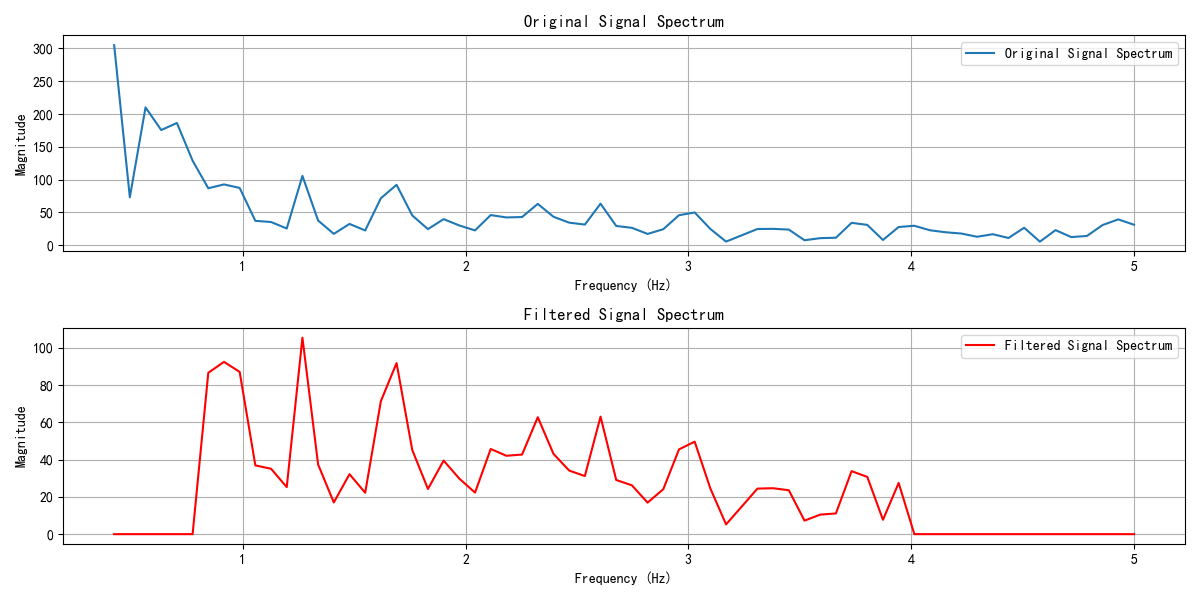 Original Signal Spectrum
300
250
200
150
100
50
0
Magnitude
Original Signal Spectrum
1
2
3
4
5
Frequency (Hz)
Filtered Signal Spectrum
100
80
60
40
20
0
Magnitude
Filtered Signal Spectrum
1
2
3
4
5
Frequency (Hz)